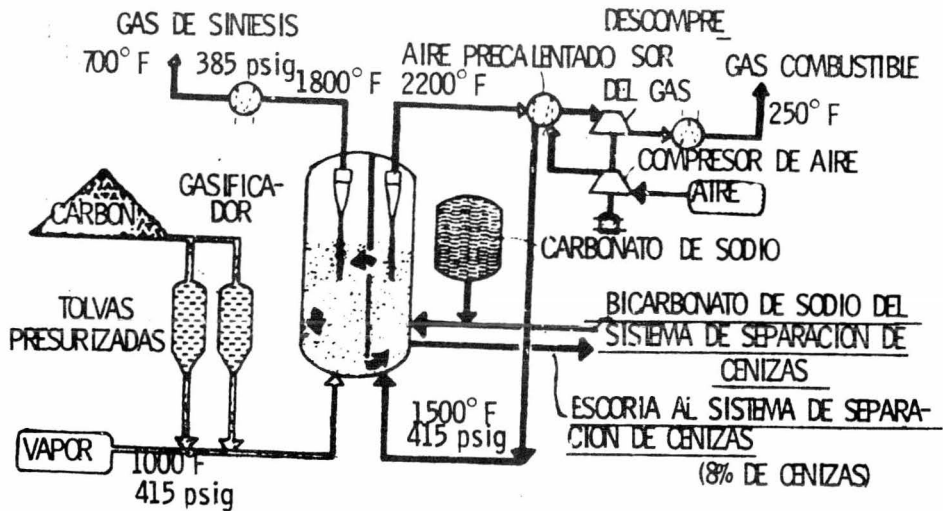 GAS DE SINTESIS
700° F
385 psig
1800° F
2200° F
AIRE PRECALENTADO
DESCOMPRE
SOR
DEL GAS
GAS COMBUSTIBLE
250° F
COMPRESOR DE AIRE
AIRE
CARBON
GASIFICA-
DOR
CARBONATO DE SODIO
TOLVAS
PRESURIZADAS
BICARBONATO DE SODIO DEL
SISTEMA DE SEPARACION DE
CENIZAS
1500° F
415 psig
ESCORIA AL SISTEMA DE SEPARA-
CION DE CENIZAS
(8% DE CENIZAS)
VAPOR
1000 F
415 psig